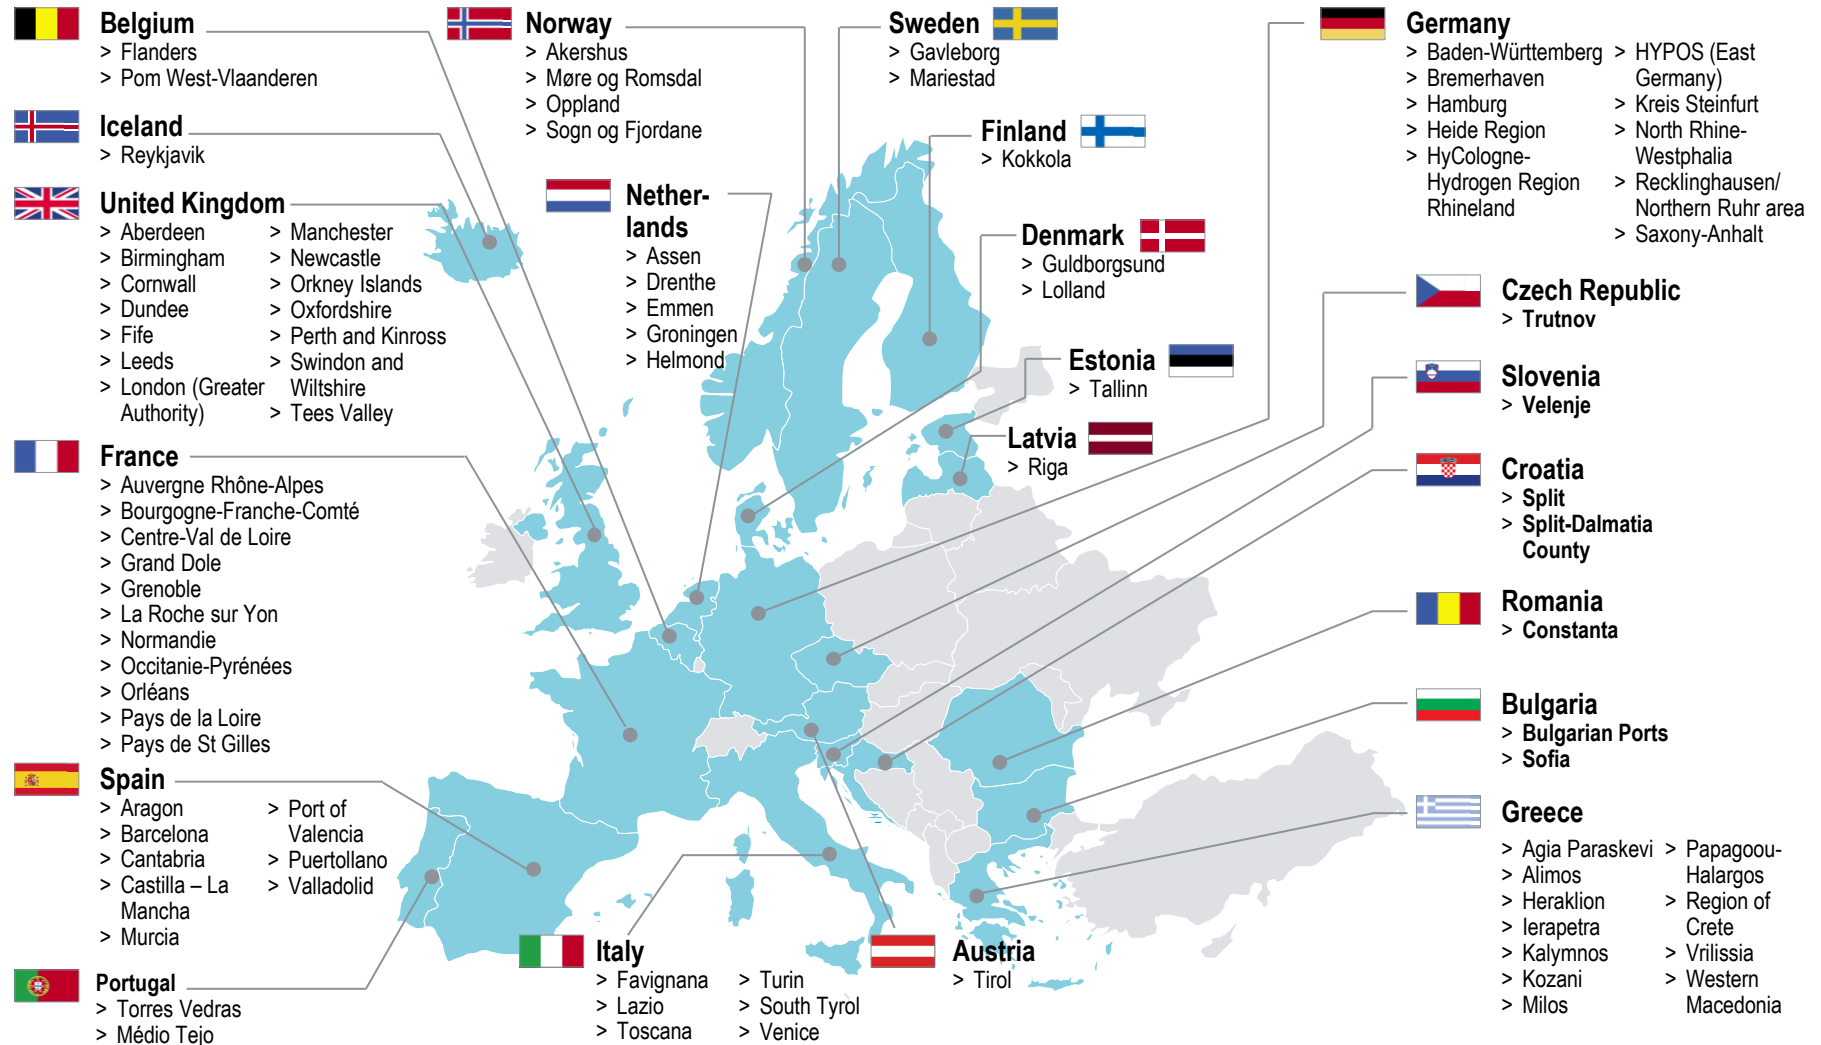 Belgium
> Flanders
> Pom West-Vlaanderen
Iceland
> Reykjavik
United Kingdom
> Aberdeen
> Birmingham
> Cornwall
> Dundee
> Fife
> Leeds
> London (Greater
Authority)
> Manchester
> Newcastle
> Orkney Islands
> Oxfordshire
> Perth and Kinross
> Swindon and
Wiltshire
> Tees Valley
France
> Auvergne Rhône-Alpes
> Bourgogne-Franche-Comté
> Centre-Val de Loire
> Grand Dole
> Grenoble
> La Roche sur Yon
> Normandie
> Occitanie-Pyrénées
> Orléans
> Pays de la Loire
> Pays de St Gilles
Spain
> Aragon
> Barcelona
> Cantabria
> Castilla – La
Mancha
> Murcia
> Port of
Valencia
> Puertollano
> Valladolid
Portugal
> Torres Vedras
> Médio Tejo
Norway
> Akershus
> Møre og Romsdal
> Oppland
> Sogn og Fjordane
Nether-
lands
> Assen
> Drenthe
> Emmen
> Groningen
> Helmond
Sweden
> Gavleborg
> Mariestad
Finland
> Kokkola
Denmark
> Guldborgsund
> Lolland
Estonia
> Tallinn
Latvia
> Riga
Italy
> Favignana
> Lazio
> Toscana
> Turin
> South Tyrol
> Venice
Austria
> Tirol
Germany
> Baden-Württemberg
> Bremerhaven
> Hamburg
> Heide Region
> HyCologne-
Hydrogen Region
Rhineland
> HYPOS (East
Germany)
> Kreis Steinfurt
> North Rhine-
Westphalia
> Recklinghausen/
Northern Ruhr area
> Saxony-Anhalt
Czech Republic
> Trutnov
Slovenia
> Velenje
Croatia
> Split
> Split-Dalmatia
County
Romania
> Constanta
Bulgaria
> Bulgarian Ports
> Sofia
Greece
> Agia Paraskevi
> Alimos
> Heraklion
> Ierapetra
> Kalymnos
> Kozani
> Milos
> Papagou-
Halargos
> Region of
Crete
> Vrilissia
> Western
Macedonia